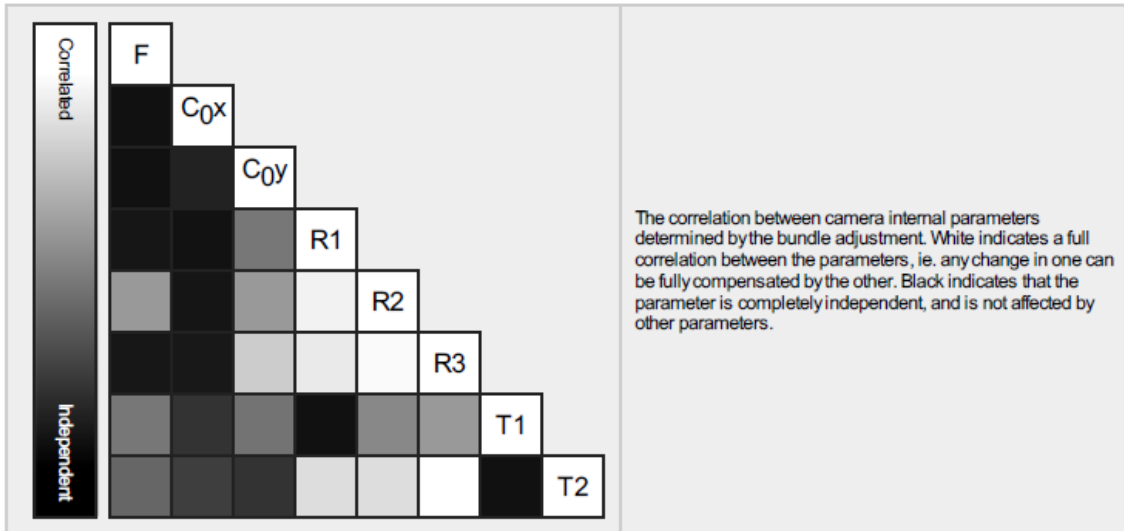 Correlated
Independent
F
C0x
C0y
R1
R2
R3
T1
T2
The correlation between camera internal parameters
determined by the bundle adjustment. White indicates a full
correlation between the parameters, ie. any change in one can
be fully compensated by the other. Black indicates that the
parameter is completely independent, and is not affected by
other parameters.